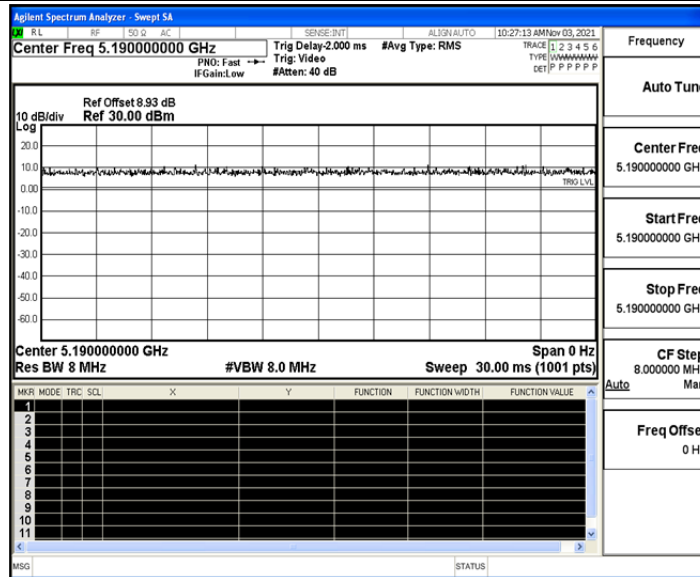 Agilent Spectrum Analyzer - Swept SA
RL RF 50 Ω AC SENSE:INT ALIGNAUTO 10:27:13 AMNov 03, 2021
Center Freq 5.190000000 GHz
PNO: Fast
IFGain:Low
Trig Delay-2.000 ms
Trig: Video
#Atten: 40 dB
#Avg Type: RMS
TRACE 1 2 3 4 5 6
TYPE WWWWWW
DET P P P P P P
Ref Offset 8.93 dB
10 dB/div Ref 30.00 dBm
Log
20.0
10.0
0.00
TRIG LVL
-10.0
-20.0
-30.0
-40.0
-50.0
-60.0
Center 5.190000000 GHz Span 0 Hz
Res BW 8 MHz #VBW 8.0 MHz Sweep 30.00 ms (1001 pts)
MKR MODE TRC SCL X Y FUNCTION FUNCTION WIDTH FUNCTION VALUE
1
2
3
4
5
6
7
8
9
10
11
MSG STATUS
Frequency
Auto Tun
Center Fre
5.190000000 GH
Start Fre
5.190000000 GH
Stop Fre
5.190000000 GH
CF Step
8.000000 MH
Auto Ma
Freq Offse
0 H